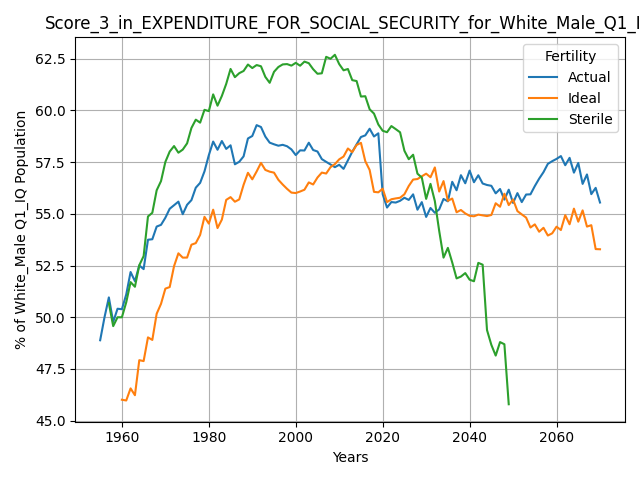 Score_3_in_EXPENDITURE_FOR_SOCIAL_SECURITY_for_White_Male_Q1_I
Fertility
Actual
Ideal
Sterile
% of White_Male Q1_IQ Population
62.5
60.0
57.5
55.0
52.5
50.0
47.5
45.0
1960
1980
2000
2020
2040
2060
Years